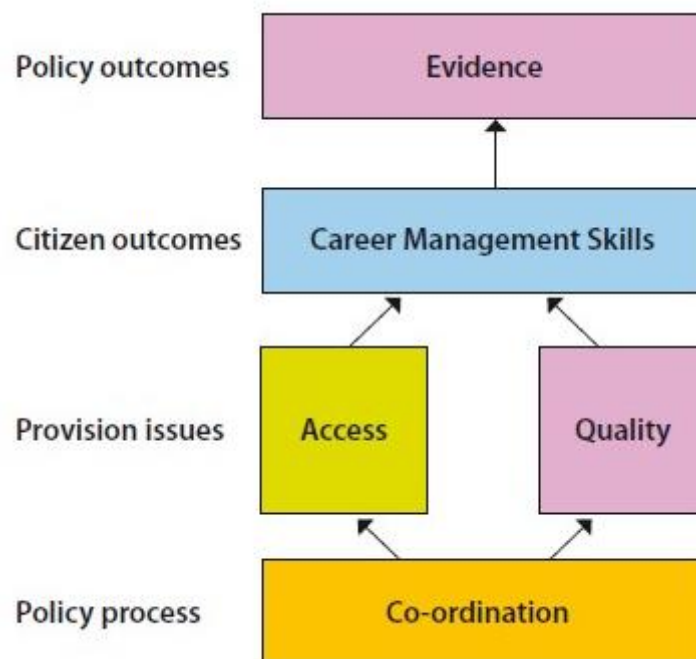 Policy outcomes
Evidence
Citizen outcomes
Career Management Skills
Provision issues
Access
Quality
Policy process
Co-ordination